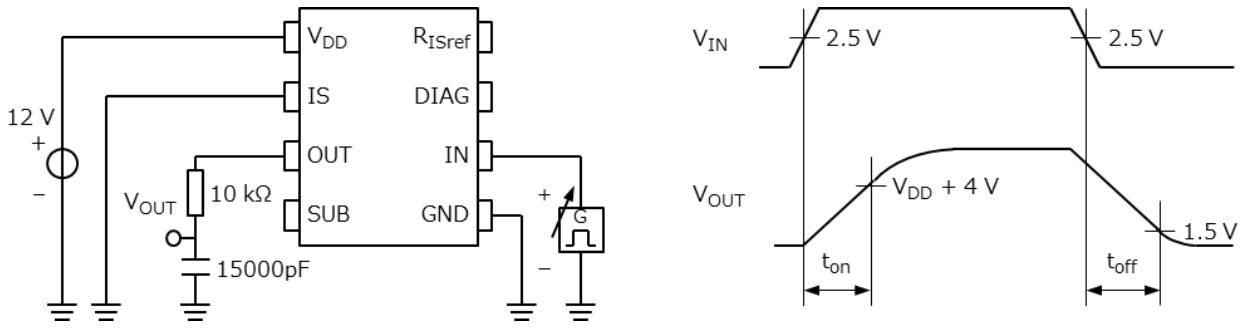 V_DD
R_ISref
IS
DIAG
12 V
+
−
OUT
IN
10 kΩ
V_OUT
SUB
GND
+
G
−
15000pF
V_IN
2.5 V
2.5 V
V_OUT
V_DD + 4 V
1.5 V
t_on
t_off